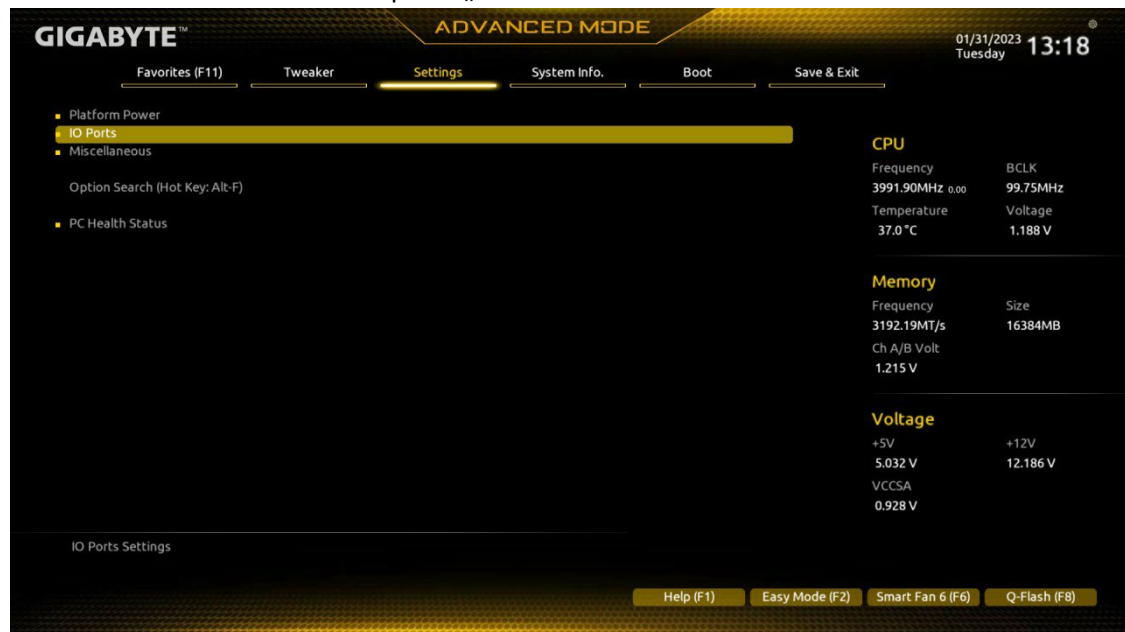 GIGABYTE™
ADVANCED MODE
01/31/2023
Tuesday
13:18
Favorites (F11) Tweaker Settings System Info. Boot Save & Exit
Platform Power
IO Ports
Miscellaneous
Option Search (Hot Key: Alt-F)
PC Health Status
CPU
Frequency BCLK
3991.90MHz 0.00 99.75MHz
Temperature Voltage
37.0 °C 1.188 V
Memory
Frequency Size
3192.19MT/s 16384MB
Ch A/B Volt
1.215 V
Voltage
+5V +12V
5.032 V 12.186 V
VCCSA
0.928 V
IO Ports Settings
Help (F1) Easy Mode (F2) Smart Fan 6 (F6) Q-Flash (F8)